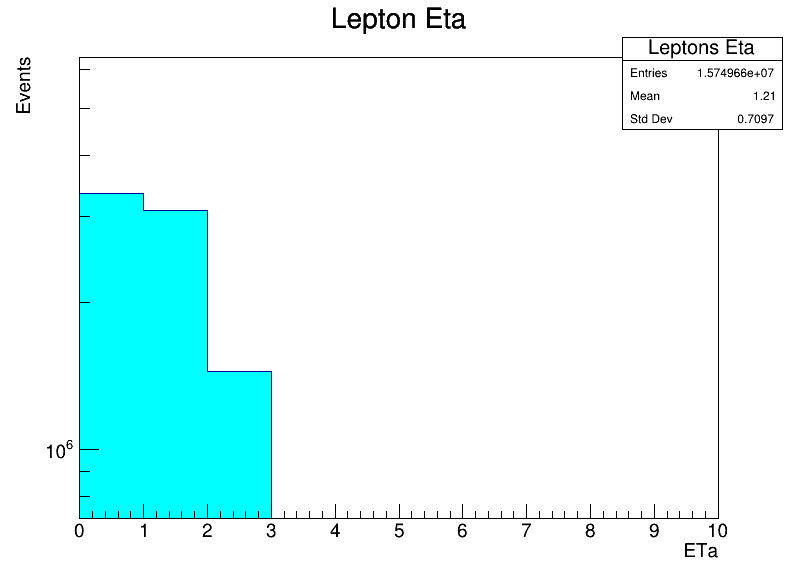 Lepton Eta
Leptons Eta
Entries 1.574966e+07
Mean 1.21
Std Dev 0.7097
Events
10^6
0 1 2 3 4 5 6 7 8 9 10
ETa